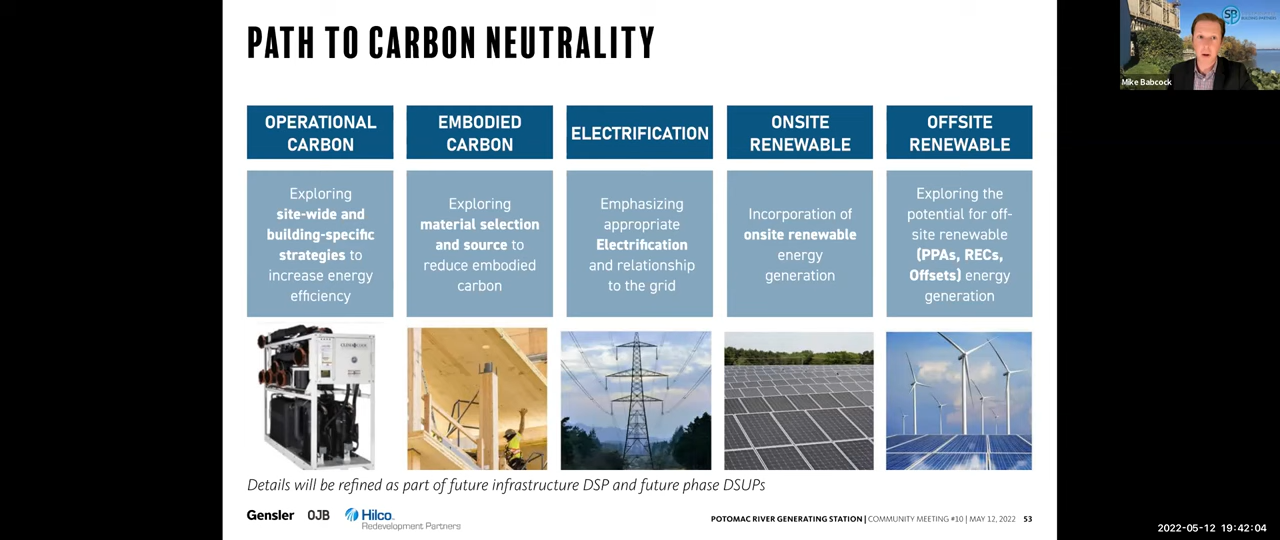 PATH TO CARBON NEUTRALITY
OPERATIONAL
CARBON
Exploring
site-wide and
building-specific
strategies to
increase energy
efficiency
EMBODIED
CARBON
Exploring
material selection
and source to
reduce embodied
carbon
ELECTRIFICATION
Emphasizing
appropriate
Electrification
and relationship
to the grid
ONSITE
RENEWABLE
Incorporation of
onsite renewable
energy
generation
OFFSITE
RENEWABLE
Exploring the
potential for off-
site renewable
(PPAs, RECs,
Offsets) energy
generation
Details will be refined as part of future infrastructure DSP and future phase DSUPs
Gensler OJB Hilco
Redevelopment Partners
POTOMAC RIVER GENERATING STATION | COMMUNITY MEETING #10 | MAY 12, 2022 53
Mike Babcock
2022-05-12 19:42:04